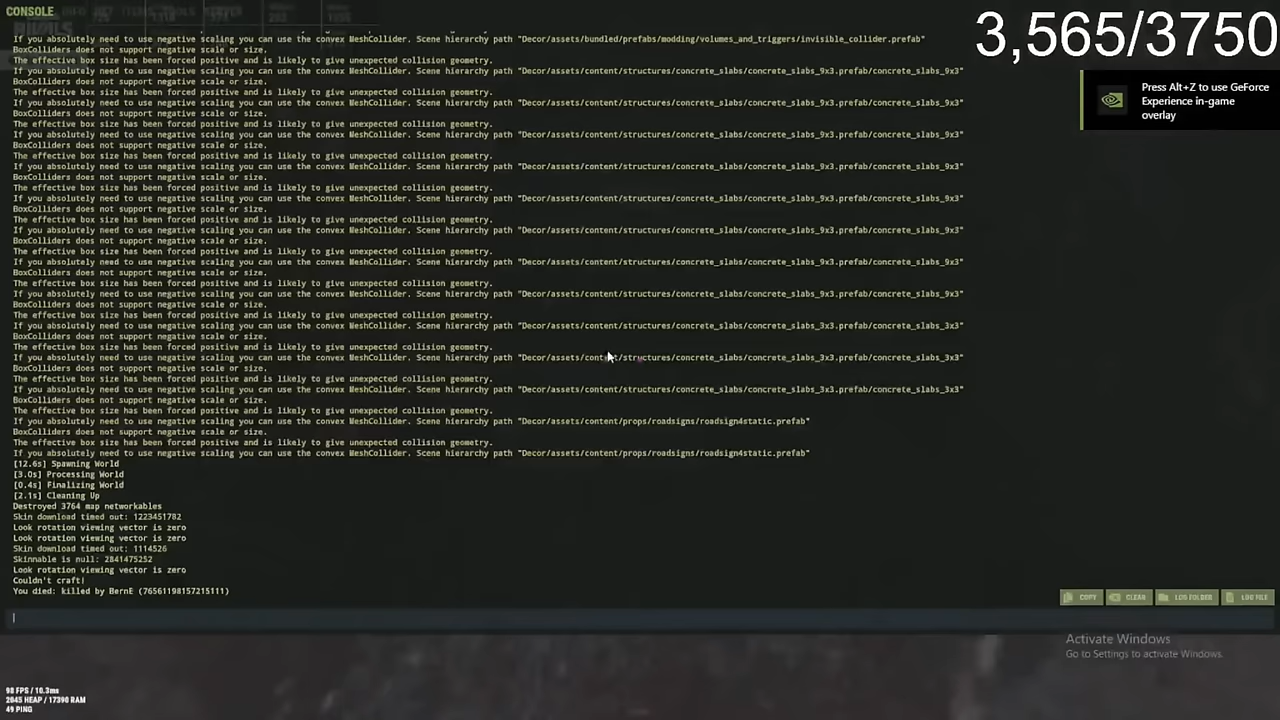 CONSOLE
3,565/3750
If you absolutely need to use negative scaling you can use the convex MeshCollider. Scene hierarchy path "Decor/assets/bundled/prefabs/modding/volumes_and_triggers/invisible_collider.prefab"
BoxColliders does not support negative scale or size.
The effective box size has been forced positive and is likely to give unexpected collision geometry.
If you absolutely need to use negative scaling you can use the convex MeshCollider. Scene hierarchy path "Decor/assets/content/structures/concrete_slabs/concrete_slabs_9x3.prefab/concrete_slabs_9x3"
BoxColliders does not support negative scale or size.
The effective box size has been forced positive and is likely to give unexpected collision geometry.
If you absolutely need to use negative scaling you can use the convex MeshCollider. Scene hierarchy path "Decor/assets/content/structures/concrete_slabs/concrete_slabs_9x3.prefab/concrete_slabs_9x3"
BoxColliders does not support negative scale or size.
The effective box size has been forced positive and is likely to give unexpected collision geometry.
If you absolutely need to use negative scaling you can use the convex MeshCollider. Scene hierarchy path "Decor/assets/content/structures/concrete_slabs/concrete_slabs_9x3.prefab/concrete_slabs_9x3"
BoxColliders does not support negative scale or size.
The effective box size has been forced positive and is likely to give unexpected collision geometry.
If you absolutely need to use negative scaling you can use the convex MeshCollider. Scene hierarchy path "Decor/assets/content/structures/concrete_slabs/concrete_slabs_9x3.prefab/concrete_slabs_9x3"
BoxColliders does not support negative scale or size.
The effective box size has been forced positive and is likely to give unexpected collision geometry.
If you absolutely need to use negative scaling you can use the convex MeshCollider. Scene hierarchy path "Decor/assets/content/structures/concrete_slabs/concrete_slabs_9x3.prefab/concrete_slabs_9x3"
BoxColliders does not support negative scale or size.
The effective box size has been forced positive and is likely to give unexpected collision geometry.
If you absolutely need to use negative scaling you can use the convex MeshCollider. Scene hierarchy path "Decor/assets/content/structures/concrete_slabs/concrete_slabs_9x3.prefab/concrete_slabs_9x3"
BoxColliders does not support negative scale or size.
The effective box size has been forced positive and is likely to give unexpected collision geometry.
If you absolutely need to use negative scaling you can use the convex MeshCollider. Scene hierarchy path "Decor/assets/content/structures/concrete_slabs/concrete_slabs_9x3.prefab/concrete_slabs_9x3"
BoxColliders does not support negative scale or size.
The effective box size has been forced positive and is likely to give unexpected collision geometry.
If you absolutely need to use negative scaling you can use the convex MeshCollider. Scene hierarchy path "Decor/assets/content/structures/concrete_slabs/concrete_slabs_9x3.prefab/concrete_slabs_9x3"
BoxColliders does not support negative scale or size.
The effective box size has been forced positive and is likely to give unexpected collision geometry.
If you absolutely need to use negative scaling you can use the convex MeshCollider. Scene hierarchy path "Decor/assets/content/structures/concrete_slabs/concrete_slabs_3x3.prefab/concrete_slabs_3x3"
BoxColliders does not support negative scale or size.
The effective box size has been forced positive and is likely to give unexpected collision geometry.
If you absolutely need to use negative scaling you can use the convex MeshCollider. Scene hierarchy path "Decor/assets/content/structures/concrete_slabs/concrete_slabs_3x3.prefab/concrete_slabs_3x3"
BoxColliders does not support negative scale or size.
The effective box size has been forced positive and is likely to give unexpected collision geometry.
If you absolutely need to use negative scaling you can use the convex MeshCollider. Scene hierarchy path "Decor/assets/content/structures/concrete_slabs/concrete_slabs_3x3.prefab/concrete_slabs_3x3"
BoxColliders does not support negative scale or size.
The effective box size has been forced positive and is likely to give unexpected collision geometry.
If you absolutely need to use negative scaling you can use the convex MeshCollider. Scene hierarchy path "Decor/assets/content/props/roadsigns/roadsign4static.prefab"
BoxColliders does not support negative scale or size.
The effective box size has been forced positive and is likely to give unexpected collision geometry.
If you absolutely need to use negative scaling you can use the convex MeshCollider. Scene hierarchy path "Decor/assets/content/props/roadsigns/roadsign4static.prefab"
[12.6s] Spawning World
[3.0s] Processing World
[0.4s] Finalizing World
[2.1s] Cleaning Up
Destroyed 3764 map networkables
Skin download timed out: 1223451782
Look rotation viewing vector is zero
Look rotation viewing vector is zero
Skin download timed out: 1114526
Skinnable is null: 2841475252
Look rotation viewing vector is zero
Couldn't craft!
You died: killed by BernE (76561198157215111)
Press Alt+Z to use GeForce
Experience in-game
overlay
COPY
CLEAR
LOG FOLDER
LOG FILE
Activate Windows
Go to Settings to activate Windows.
98 FPS / 10.3ms
2645 HEAP / 17390 RAM
49 PING